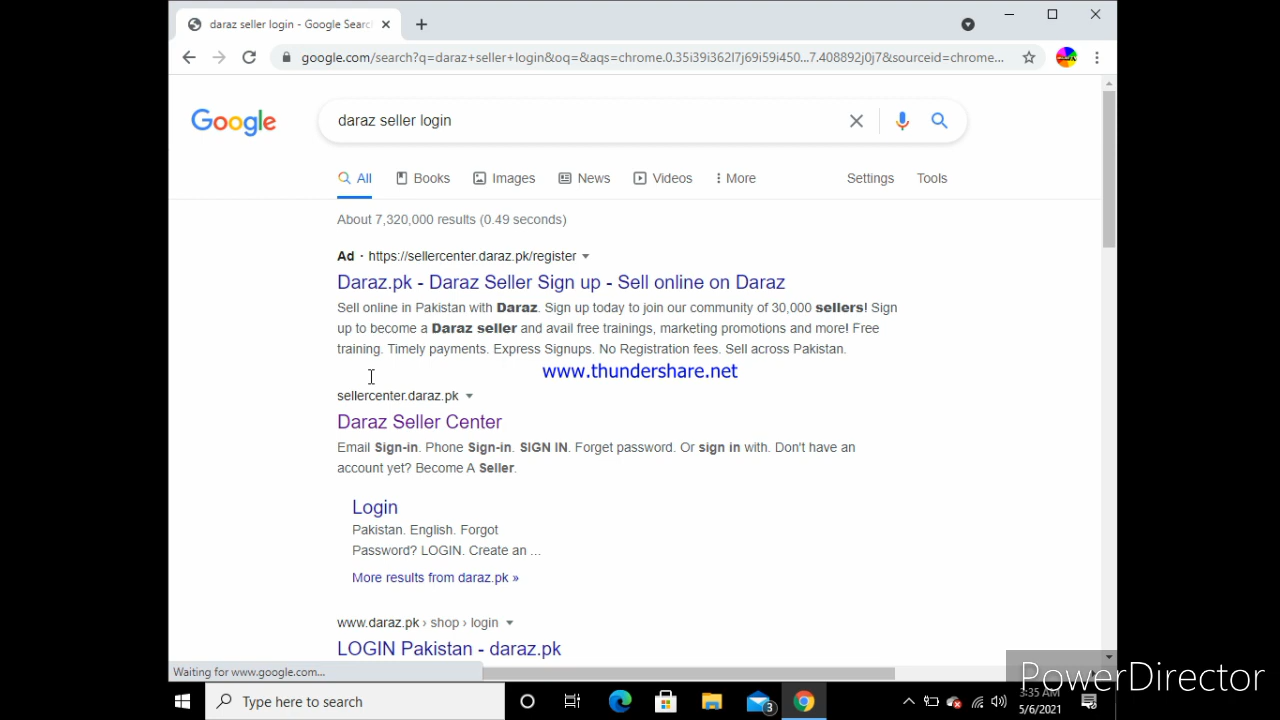 daraz seller login - Google Searc
google.com/search?q=daraz+seller+login&oq=&aqs=chrome.0.35i39i362l7j69i59i450...7.408892j0j7&sourceid=chrome...
Google
daraz seller login
All Books Images News Videos More Settings Tools
About 7,320,000 results (0.49 seconds)
Ad · https://sellercenter.daraz.pk/register
Daraz.pk - Daraz Seller Sign up - Sell online on Daraz
Sell online in Pakistan with Daraz. Sign up today to join our community of 30,000 sellers! Sign
up to become a Daraz seller and avail free trainings, marketing promotions and more! Free
training. Timely payments. Express Signups. No Registration fees. Sell across Pakistan.
www.thundershare.net
sellercenter.daraz.pk
Daraz Seller Center
Email Sign-in. Phone Sign-in. SIGN IN. Forget password. Or sign in with. Don't have an
account yet? Become A Seller.
Login
Pakistan. English. Forgot
Password? LOGIN. Create an ...
More results from daraz.pk »
www.daraz.pk › shop › login
LOGIN Pakistan - daraz.pk
Waiting for www.google.com...
PowerDirector
Type here to search
3
3:35 AM
5/6/2021